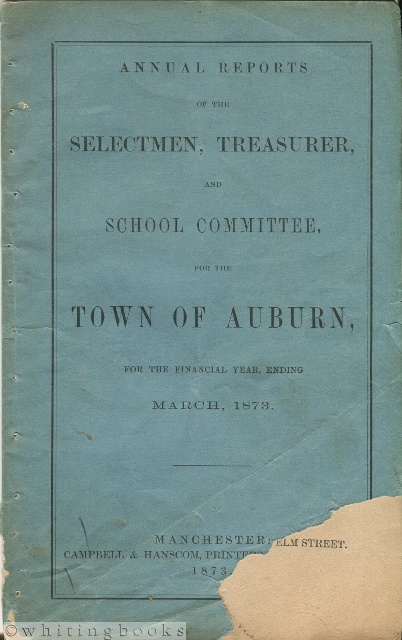 ANNUAL REPORTS
OF THE
SELECTMEN, TREASURER,
AND
SCHOOL COMMITTEE,
FOR THE
TOWN OF AUBURN,
FOR THE FINANCIAL YEAR, ENDING
MARCH, 1873.
MANCHESTER:
CAMPBELL & HANSCOM, ELM STREET.
1873.
©whitingbooks